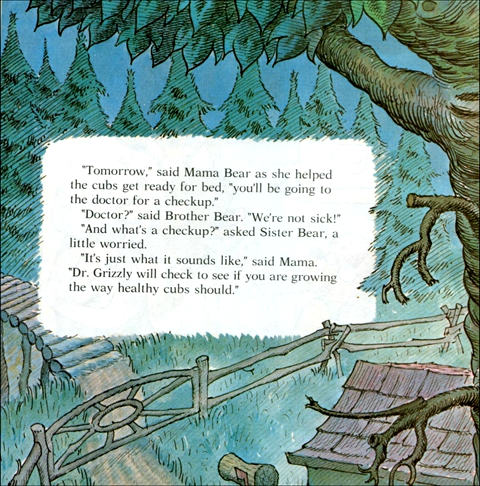 "Tomorrow," said Mama Bear as she helped
the cubs get ready for bed, "you'll be going to
the doctor for a checkup."
"Doctor?" said Brother Bear. "We're not sick!"
"And what's a checkup?" asked Sister Bear, a
little worried.
"It's just what it sounds like," said Mama.
"Dr. Grizzly will check to see if you are growing
the way healthy cubs should."